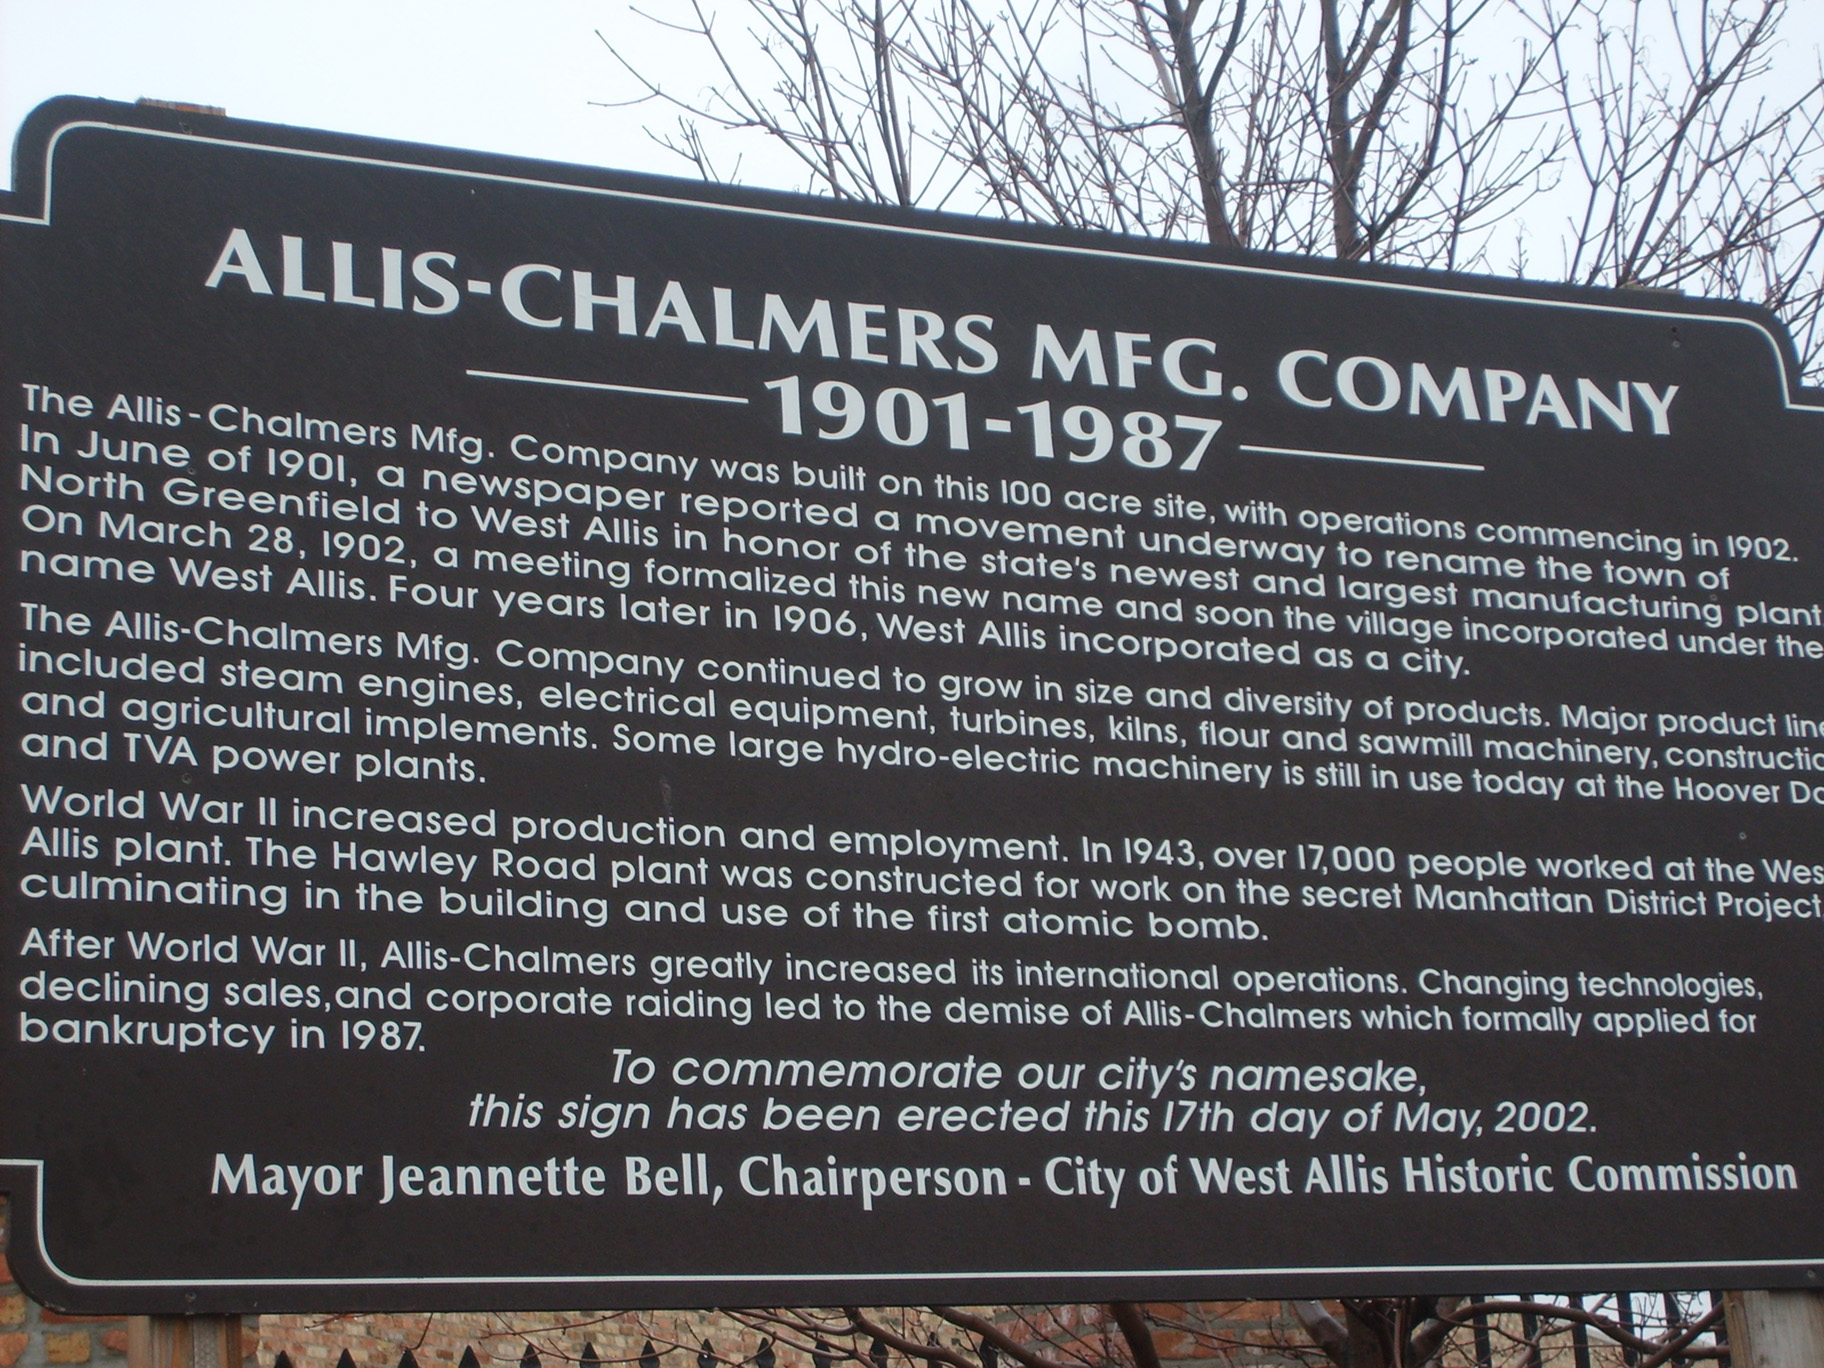 ALLIS-CHALMERS MFG. COMPANY
1901-1987
The Allis-Chalmers Mfg. Company was built on this 100 acre site, with operations commencing in 1902.
In June of 1901, a newspaper reported a movement underway to rename the town of
North Greenfield to West Allis in honor of the state's newest and largest manufacturing plant
On March 28, 1902, a meeting formalized this new name and soon the village incorporated under the
name West Allis. Four years later in 1906, West Allis incorporated as a city.
The Allis-Chalmers Mfg. Company continued to grow in size and diversity of products. Major product
included steam engines, electrical equipment, turbines, kilns, flour and sawmill machinery,
and agricultural implements. Some large hydro-electric machinery is still in use today at the Hoover
and TVA power plants.
World War II increased production and employment. In 1943, over 17,000 people worked at the
Allis plant. The Hawley Road plant was constructed for work on the secret Manhattan District Project
culminating in the building and use of the first atomic bomb.
After World War II, Allis-Chalmers greatly increased its international operations. Changing technologies,
declining sales, and corporate raiding led to the demise of Allis-Chalmers which formally applied for
bankruptcy in 1987.
To commemorate our city's namesake,
this sign has been erected this 17th day of May, 2002.
Mayor Jeannette Bell, Chairperson - City of West Allis Historic Commission